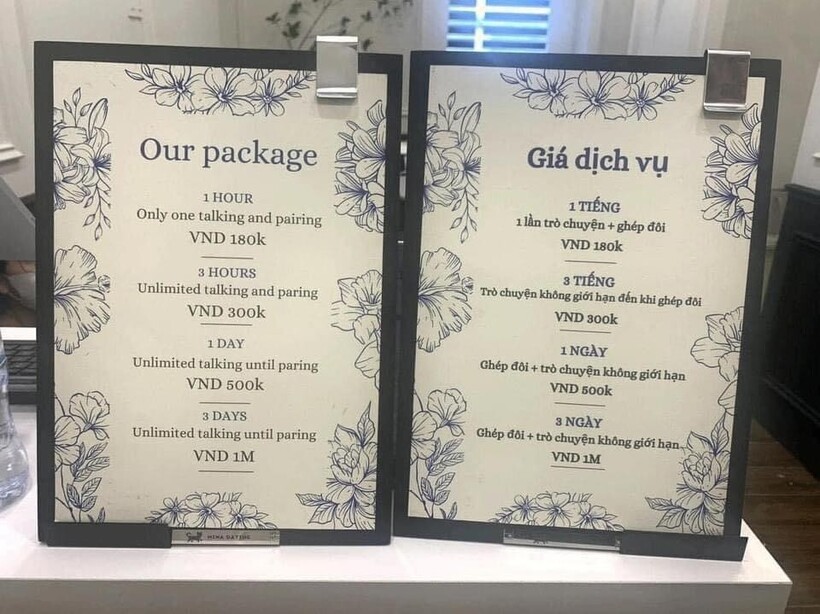 Our package
1 HOUR
Only one talking and pairing
VND 180k
3 HOURS
Unlimited talking and paring
VND 300k
1 DAY
Unlimited talking until paring
VND 500k
3 DAYS
Unlimited talking until paring
VND 1M
MIMA DATING
Giá dịch vụ
1 TIẾNG
1 lần trò chuyện + ghép đôi
VND 180k
3 TIẾNG
Trò chuyện không giới hạn đến khi ghép đôi
VND 300k
1 NGÀY
Ghép đôi + trò chuyện không giới hạn
VND 500k
3 NGÀY
Ghép đôi + trò chuyện không giới hạn
VND 1M